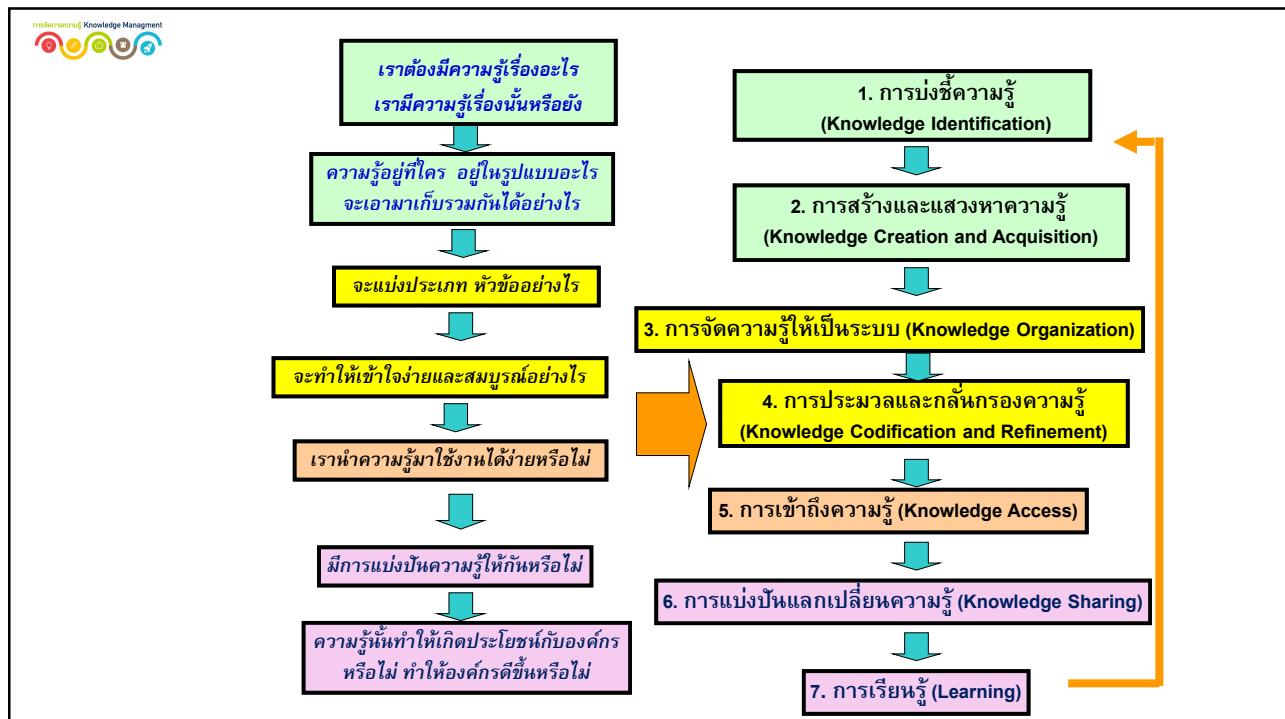 การจัดการความรู้ Knowledge Managment
เราต้องมีความรู้เรื่องอะไร
เรามีความรู้เรื่องนั้นหรือยัง
ความรู้อยู่ที่ใคร อยู่ในรูปแบบอะไร
จะเอามาเก็บรวมกันได้อย่างไร
จะแบ่งประเภท หัวข้ออย่างไร
จะทำให้เข้าใจง่ายและสมบูรณ์อย่างไร
เรานำความรู้มาใช้งานได้ง่ายหรือไม่
มีการแบ่งปันความรู้ให้กันหรือไม่
ความรู้นั้นทำให้เกิดประโยชน์กับองค์กร
หรือไม่ ทำให้องค์กรดีขึ้นหรือไม่
1. การบ่งชี้ความรู้
(Knowledge Identification)
2. การสร้างและแสวงหาความรู้
(Knowledge Creation and Acquisition)
3. การจัดความรู้ให้เป็นระบบ (Knowledge Organization)
4. การประมวลและกลั่นกรองความรู้
(Knowledge Codification and Refinement)
5. การเข้าถึงความรู้ (Knowledge Access)
6. การแบ่งปันแลกเปลี่ยนความรู้ (Knowledge Sharing)
7. การเรียนรู้ (Learning)